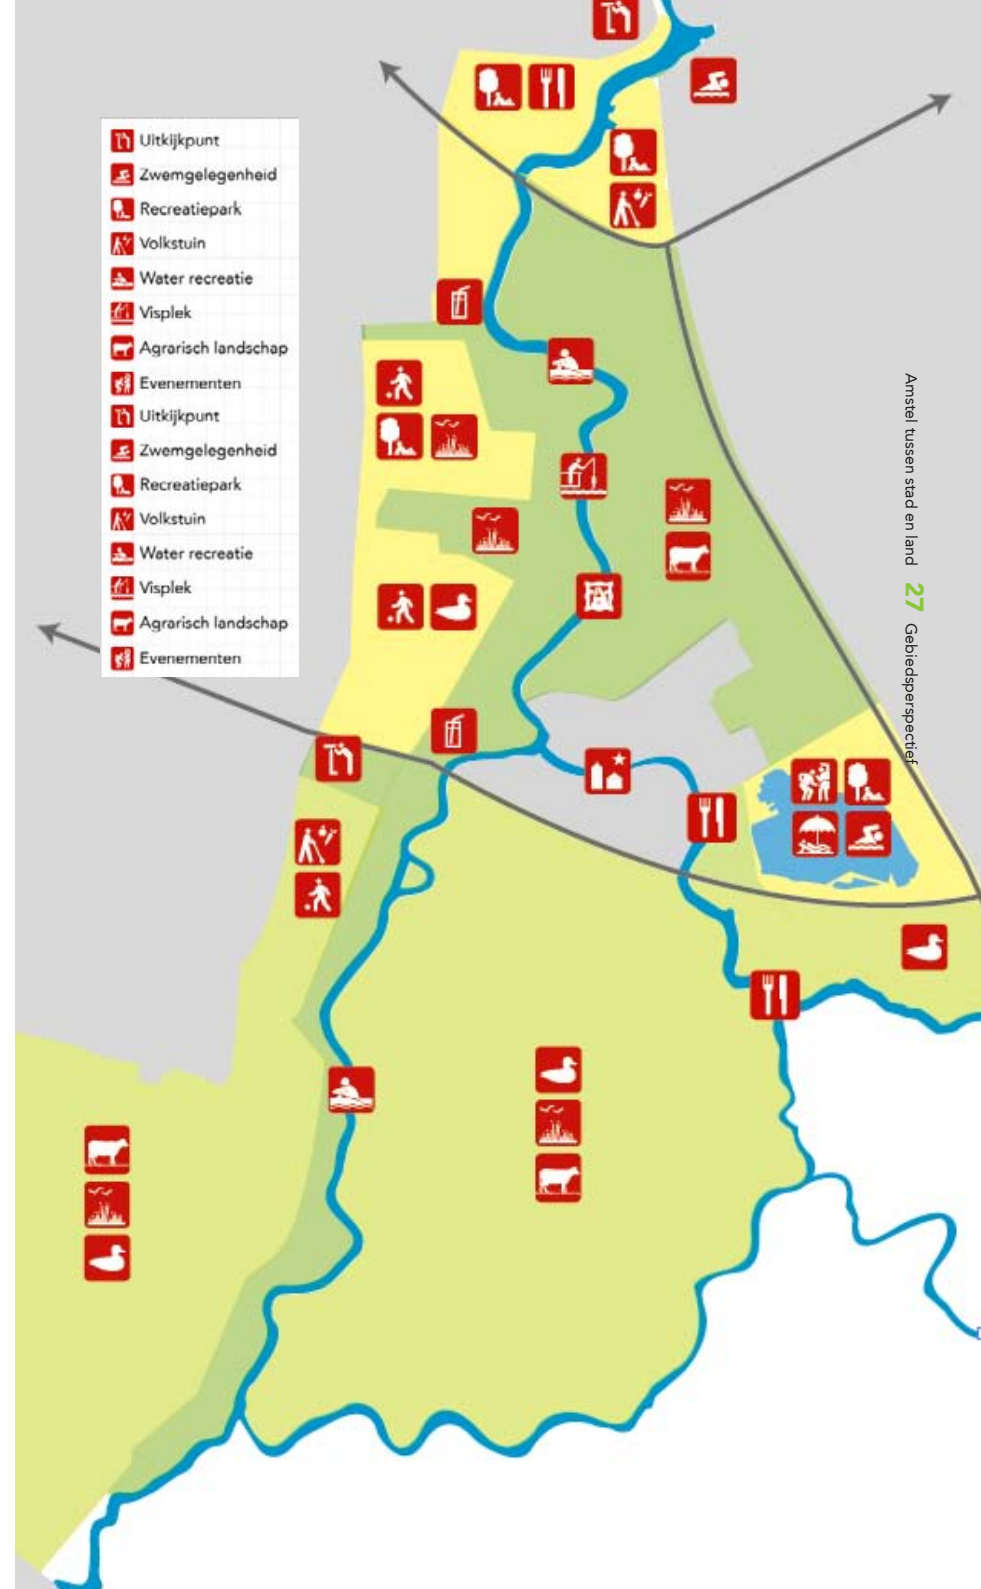 Uitkijkpunt
Zwemgelegenheid
Recreatiepark
Volkstuin
Water recreatie
Visplek
Agrarisch landschap
Evenementen
Uitkijkpunt
Zwemgelegenheid
Recreatiepark
Volkstuin
Water recreatie
Visplek
Agrarisch landschap
Evenementen
Amstel tussen stad en land 27 Gebiedsperspectief